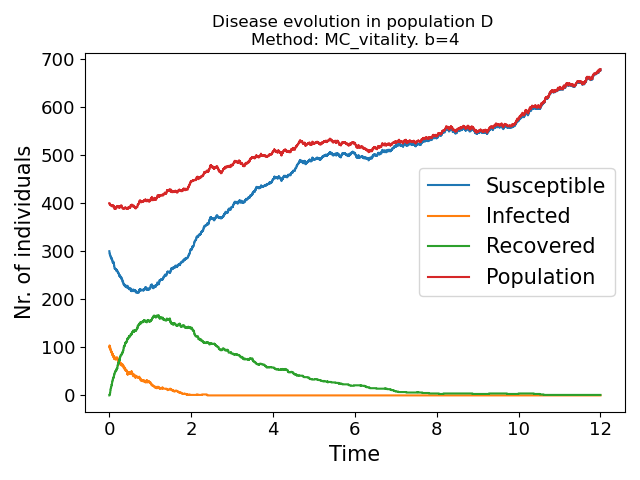 Disease evolution in population D
Method: MC_vitality. b=4
700
600
500
400
300
200
100
0
Nr. of individuals
Susceptible
Infected
Recovered
Population
0 2 4 6 8 10 12
Time